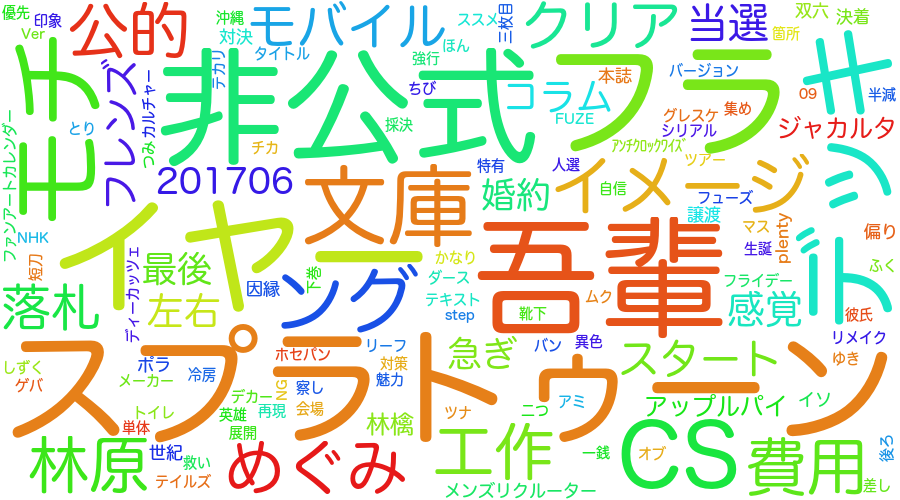 優先
印象
Ver
公的
沖縄
対決
モバイル
ススメ
三枚目
クリア
当選
双六
決着
箇所
タイトル
ほん
強行
デカリ
モチ
フレンズ
カルチャー
つみ
とり
ファンアートカレンダー
非公式
ちび
採決
チカ
コラム
FUZE
フラ
本誌
バージョン
グレスケ
集め
シリアル
09
半減
キッド
ジャカルタ
アンチクロックワイズ
ツアー
201706
文庫
特有
婚約
人選
イメージ
自信
フューズ
譲渡
マス
生誕
plenty
偏り
NHK
短刀
ディーカッツェ
イヤー
最後
左右
因縁
下巻
ング
かなり
ダース
テキスト
step
吾輩
靴下
ムク
フライデー
感覚
ふく
彼氏
落札
しずく
ゲバ
スプラトゥーン
ポラ
メーカー
冷房
ホセパン
リーフ
対策
魅力
急ぎ
バン
異色
スタート
リメイク
ゆき
NG
察し
会場
デカー
再現
英雄
展開
トイレ
単体
世紀
救い
テイルズ
林原
めぐみ
林檎
ツナ
二つ
アミ
工作
メンズリクルーター
一銭
オブ
CS
アップルパイ
イソ
費用
後ろ
差し